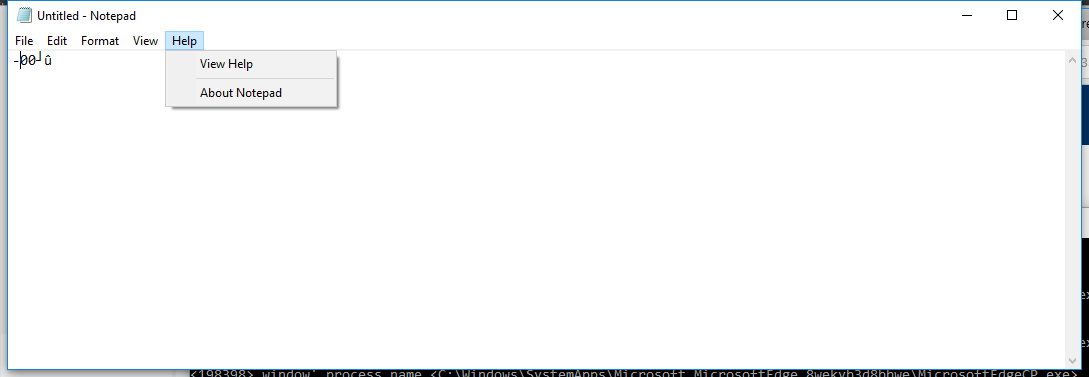 Untitled - Notepad
File Edit Format View Help
View Help
About Notepad
<198398> window' process name <C:\Windows\SystemApps\Microsoft.MicrosoftEdge_8wekyb3d8bbwe\MicrosoftEdgeCP.exe>